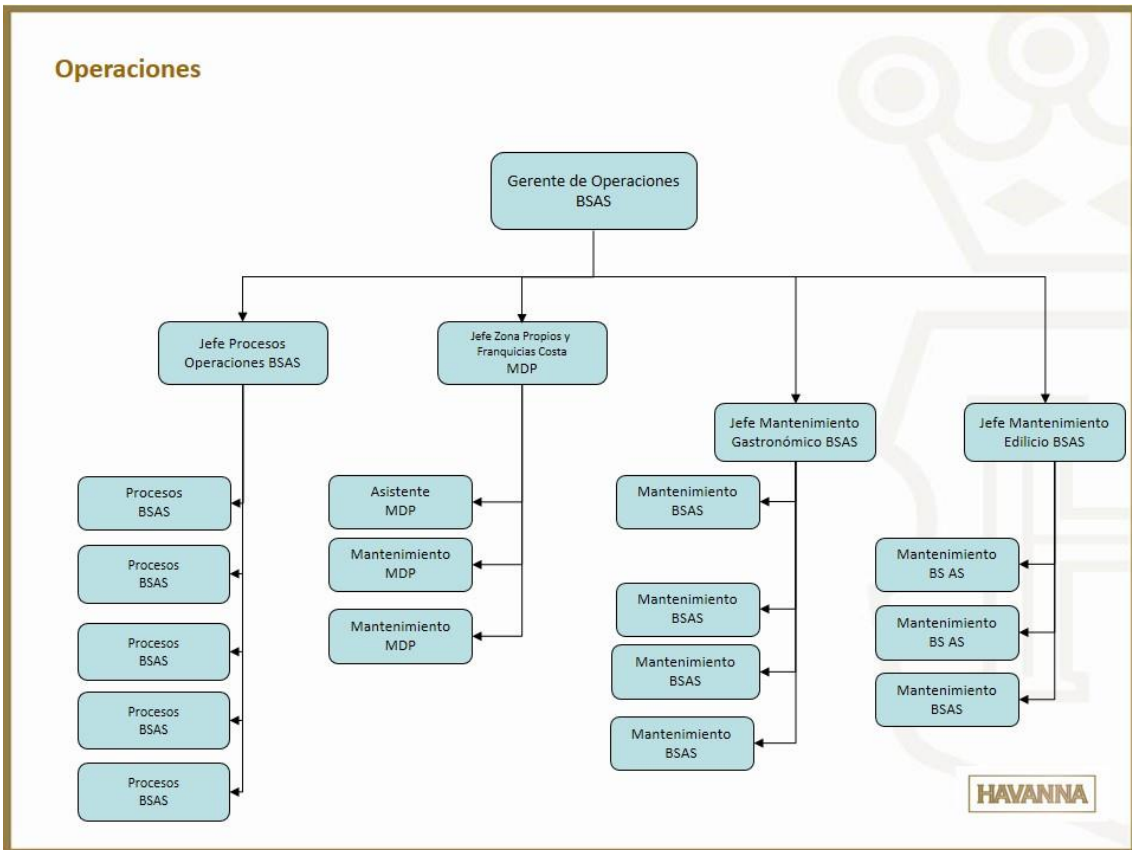 Operaciones
Gerente de Operaciones
BSAS
Jefe Procesos
Operaciones BSAS
Jefe Zona Propios y
Franquicias Costa
MDP
Jefe Mantenimiento
Gastronómico BSAS
Jefe Mantenimiento
Edilicio BSAS
Procesos
BSAS
Procesos
BSAS
Procesos
BSAS
Procesos
BSAS
Procesos
BSAS
Asistente
MDP
Mantenimiento
MDP
Mantenimiento
MDP
Mantenimiento
BSAS
Mantenimiento
BSAS
Mantenimiento
BSAS
Mantenimiento
BSAS
Mantenimiento
BS AS
Mantenimiento
BS AS
Mantenimiento
BSAS
HAVANNA